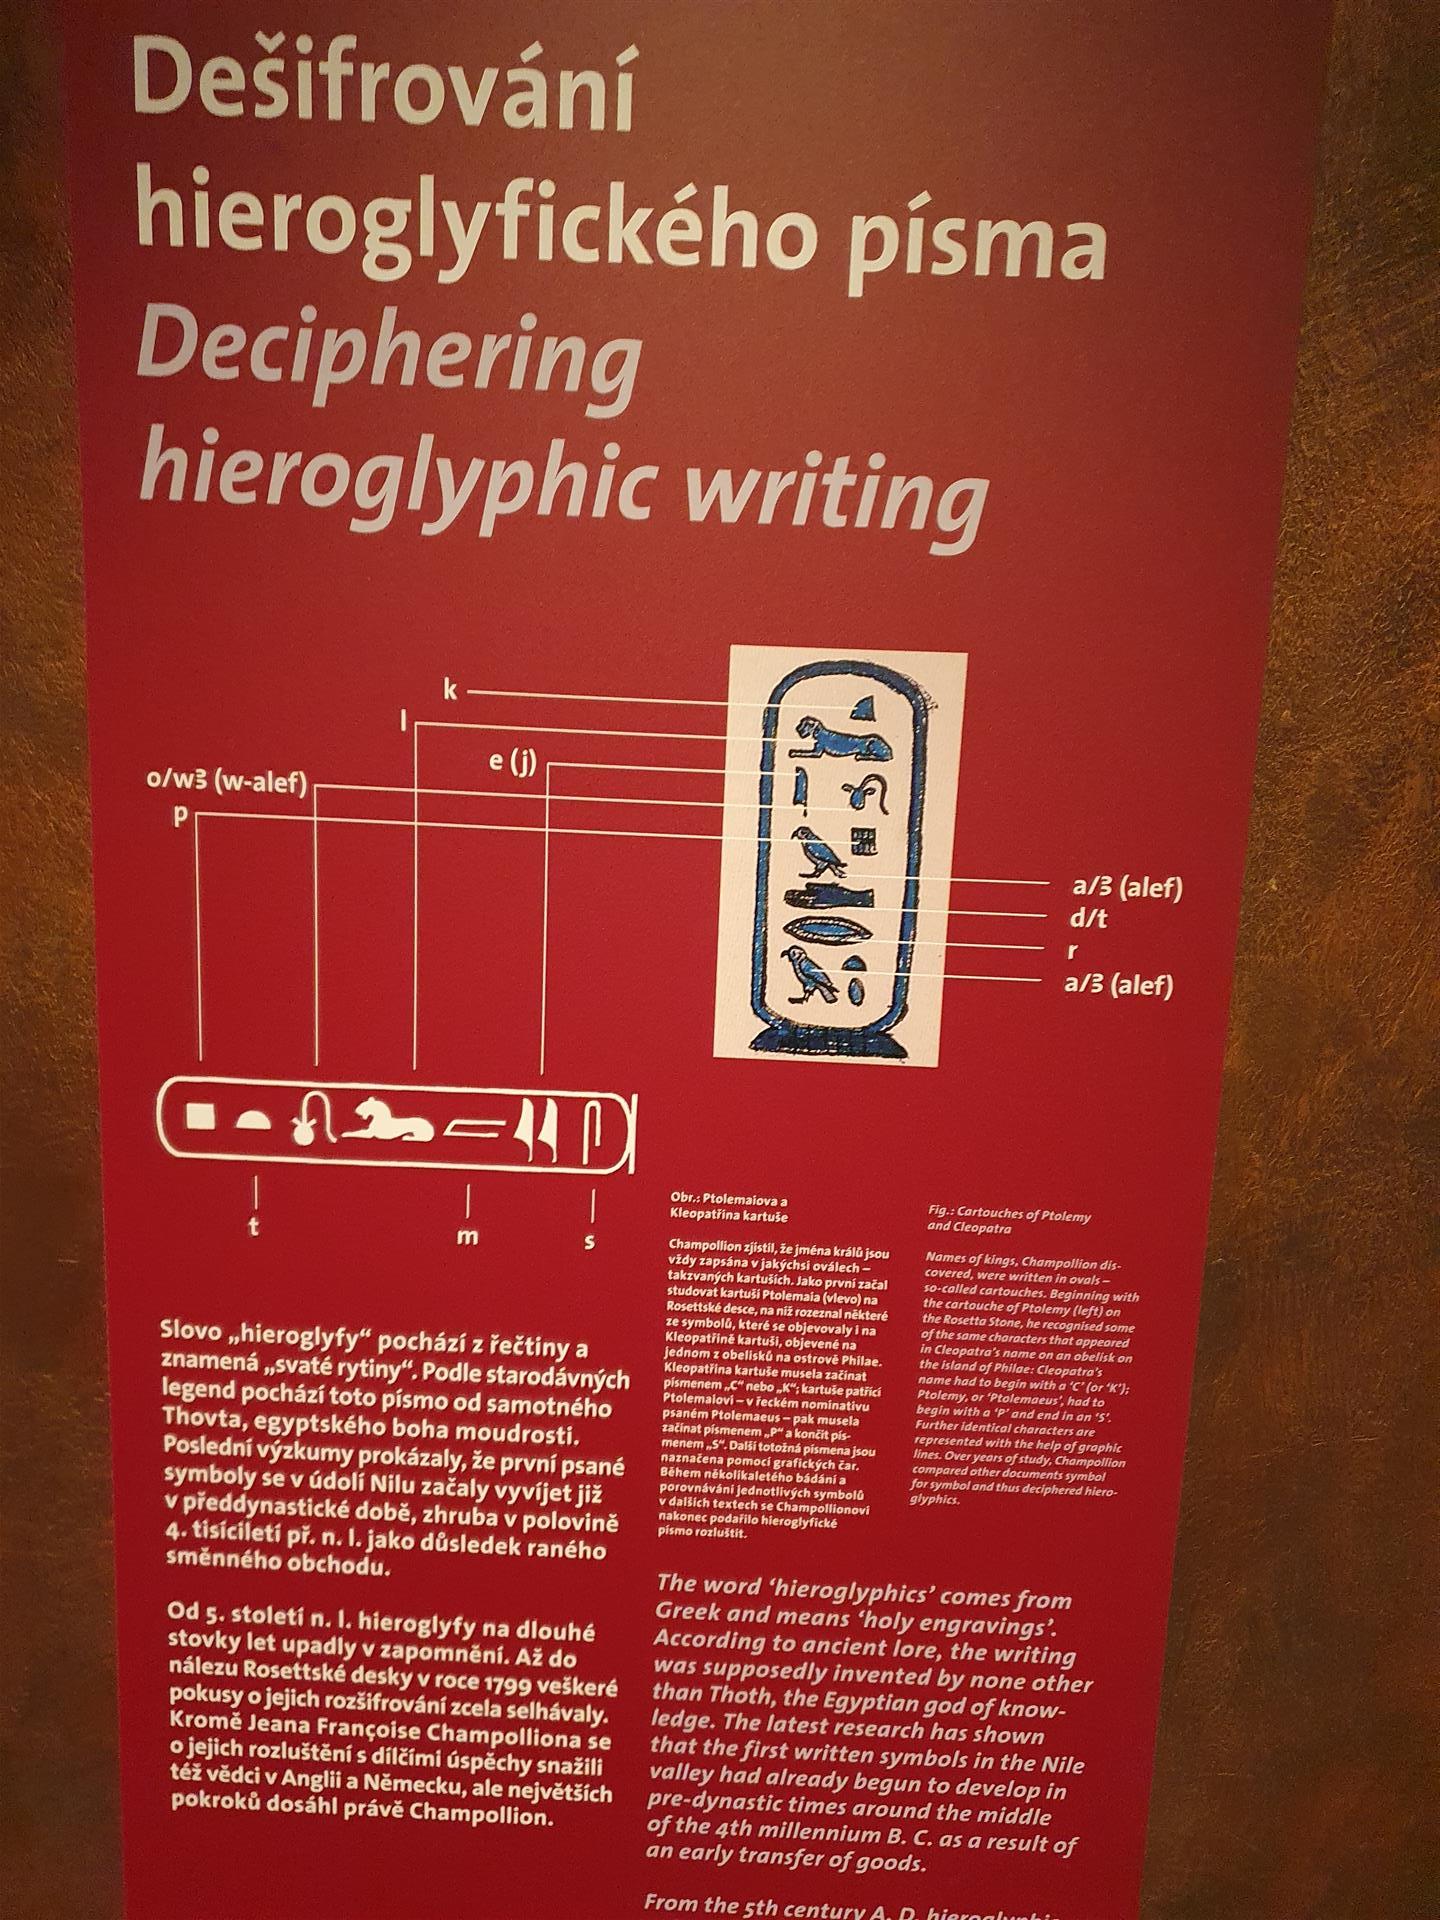 Dešifrování
hieroglyfického písma
Deciphering
hieroglyphic writing
k
l
e (j)
o/wꜣ (w-alef)
p
a/ꜣ (alef)
d/t
r
a/ꜣ (alef)
t
m
s
Obr.: Ptolemaiova a
Kleopatřina kartuše
Champollion zjistil, že jména králů jsou
vždy zapsána v jakýchsi oválech –
takzvaných kartuších. Jako první začal
studovat kartuši Ptolemaia (vlevo) na
Rosettské desce, na níž rozeznal některé
ze symbolů, které se objevovaly i na
Kleopatřině kartuši, objevené na
jednom z obelisků na ostrově Philae.
Kleopatřina kartuše musela začínat
písmenem „C“ nebo „K“; kartuše patřící
Ptolemaiovi – v řeckém nominativu
psaném Ptolemaeus – pak musela
začínat písmenem „P“ a končit pís-
menem „S“. Další totožná písmena jsou
naznačena pomocí grafických čar.
Během několikaletého bádání a
porovnávání jednotlivých symbolů
v dalších textech se Champollionovi
nakonec podařilo hieroglyfické
písmo rozluštit.
Fig.: Cartouches of Ptolemy
and Cleopatra
Names of kings, Champollion dis-
covered, were written in ovals –
so-called cartouches. Beginning with
the cartouche of Ptolemy (left) on
the Rosetta Stone, he recognised some
of the same characters that appeared
in Cleopatra’s name on an obelisk on
the island of Philae: Cleopatra’s
name had to begin with a ‘C’ (or ‘K’);
Ptolemy, or ‘Ptolemaeus’, had to
begin with a ‘P’ and end in an ‘S’.
Further identical characters are
represented with the help of graphic
lines. Over years of study, Champollion
compared other documents symbol
for symbol and thus deciphered hiero-
glyphics.
Slovo „hieroglyfy“ pochází z řečtiny a
znamená „svaté rytiny“. Podle starodávných
legend pochází toto písmo od samotného
Thovta, egyptského boha moudrosti.
Poslední výzkumy prokázaly, že první psané
symboly se v údolí Nilu začaly vyvíjet již
v předdynastické době, zhruba v polovině
4. tisíciletí př. n. l. jako důsledek raného
směnného obchodu.
Od 5. století n. l. hieroglyfy na dlouhé
stovky let upadly v zapomnění. Až do
nálezu Rosettské desky v roce 1799 veškeré
pokusy o jejich rozšifrování zcela selhávaly.
Kromě Jeana Françoise Champolliona se
o jejich rozluštění s dílčími úspěchy snažili
též vědci v Anglii a Německu, ale největších
pokroků dosáhl právě Champollion.
The word ‘hieroglyphics’ comes from
Greek and means ‘holy engravings’.
According to ancient lore, the writing
was supposedly invented by none other
than Thoth, the Egyptian god of know-
ledge. The latest research has shown
that the first written symbols in the Nile
valley had already begun to develop in
pre-dynastic times around the middle
of the 4th millennium B. C. as a result of
an early transfer of goods.
From the 5th century A. D.